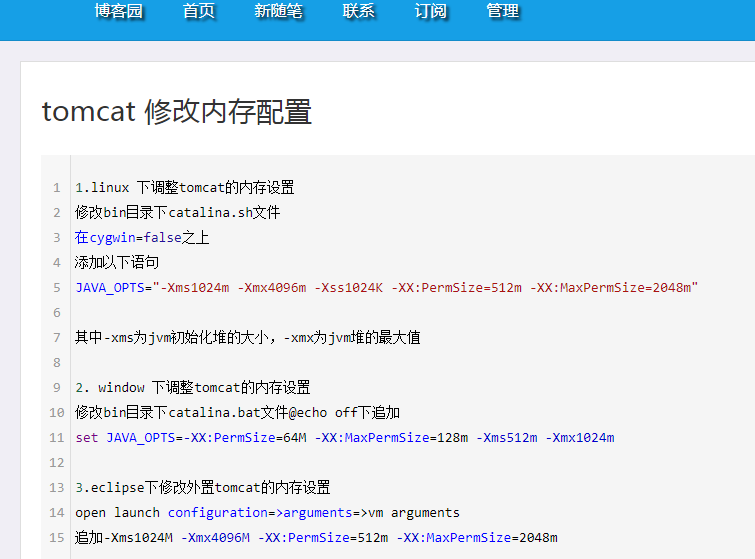 博客园 首页 新随笔 联系 订阅 管理
tomcat 修改内存配置
1 1.linux 下调整tomcat的内存设置
2 修改bin目录下catalina.sh文件
3 在cygwin=false之上
4 添加以下语句
5 JAVA_OPTS="-Xms1024m -Xmx4096m -Xss1024K -XX:PermSize=512m -XX:MaxPermSize=2048m"
6
7 其中-xms为jvm初始化堆的大小，-xmx为jvm堆的最大值
8
9 2. window 下调整tomcat的内存设置
10 修改bin目录下catalina.bat文件@echo off下追加
11 set JAVA_OPTS=-XX:PermSize=64M -XX:MaxPermSize=128m -Xms512m -Xmx1024m
12
13 3.eclipse下修改外置tomcat的内存设置
14 open launch configuration=>arguments=>vm arguments
15 追加-Xms1024M -Xmx4096M -XX:PermSize=512m -XX:MaxPermSize=2048m